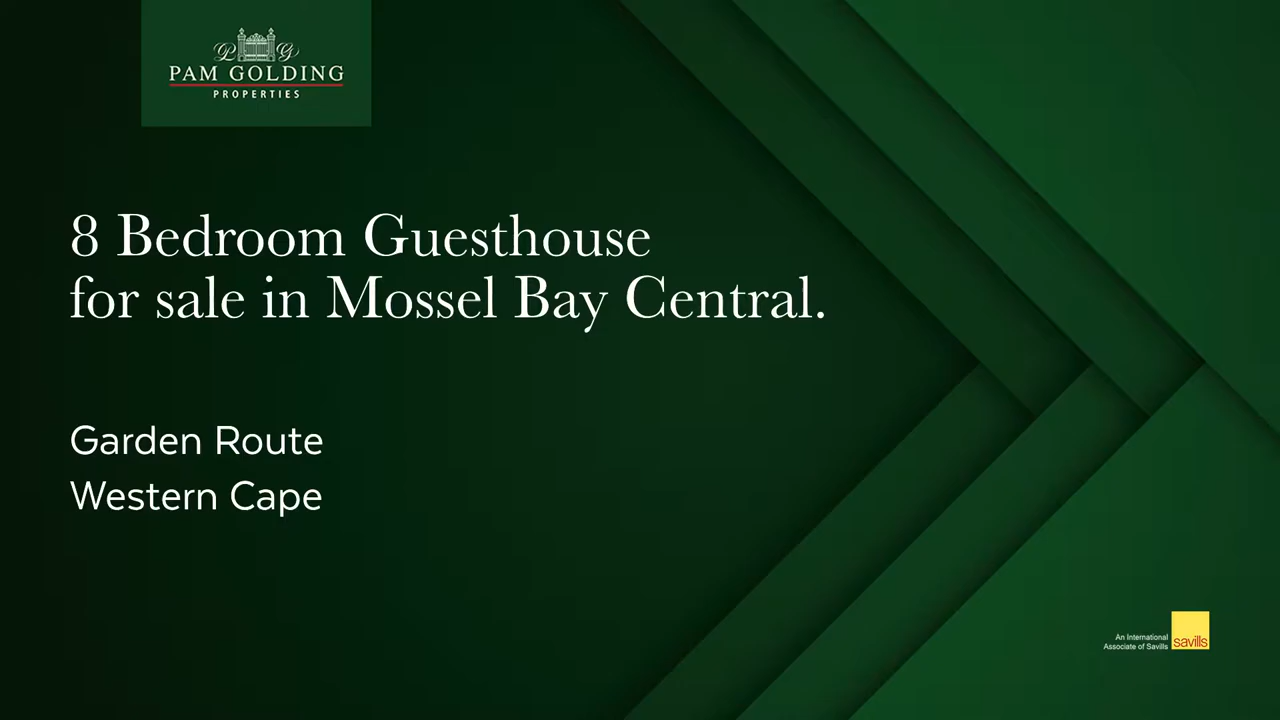 PAM GOLDING
PROPERTIES
8 Bedroom Guesthouse
for sale in Mossel Bay Central.
Garden Route
Western Cape
An International
Associate of Savills
savills